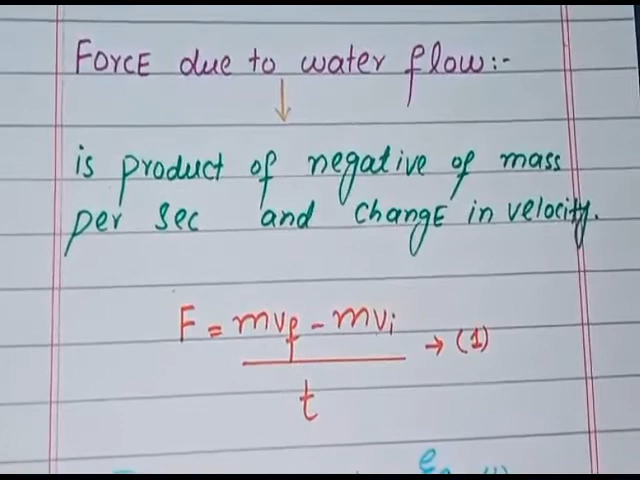 FORCE due to water flow:-
↓
is product of negative of mass
per sec and changE in velocity.
F = mvf - mvi → (1)
t